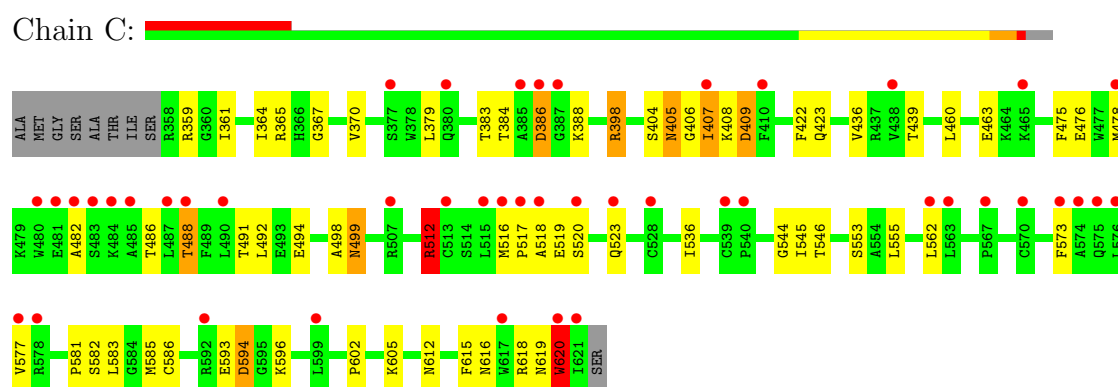 Chain C:
ALA MET GLY SER ALA THR ILE SER R358 R359 G360 I361 I364 R365 H366 G367 V370 S377 W378 L379 Q380 T383 T384 A385 D386 G387 K388 R398 S404 N405 G406 I407 K408 D409 F410 F422 Q423 V436 R437 V438 T439 L460 E463 K464 K465 F475 E476 W477 M478
K479 W480 E481 A482 S483 K484 A485 T486 L487 T488 F489 L490 T491 L492 E493 E494 A498 N499 R507 R512 C513 S514 L515 M516 P517 A518 E519 S520 Q523 C528 I536 C539 P540 G544 I545 T546 S553 A554 L555 L562 L563 P567 C570 F573 A574 Q575 L576
V577 R578 P581 S582 L583 G584 M585 C586 R592 E593 D594 G595 K596 L599 P602 K605 N612 F615 N616 W617 R618 N619 W620 I621 SER